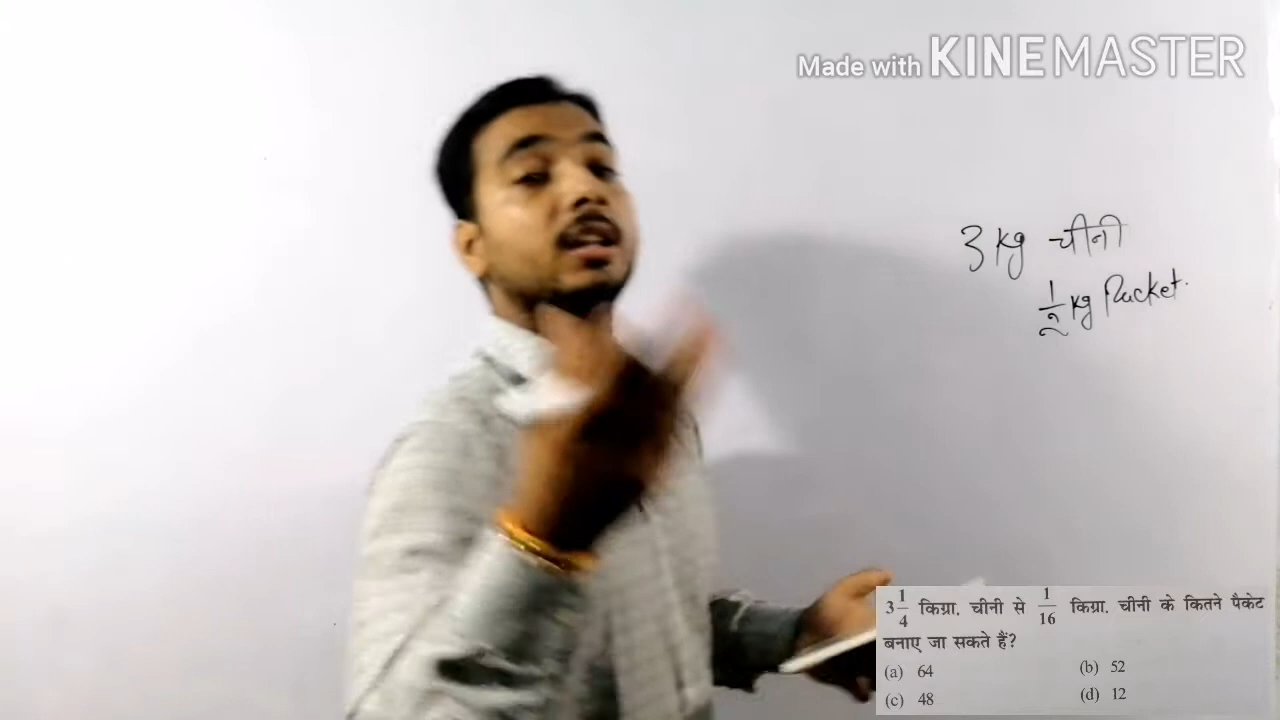 Made with KINEMASTER
3 kg चीनी
1/2 kg Packet.
3 1/4 किग्रा. चीनी से 1/16 किग्रा. चीनी के कितने पैकेट
बनाए जा सकते हैं?
(a) 64 (b) 52
(c) 48 (d) 12